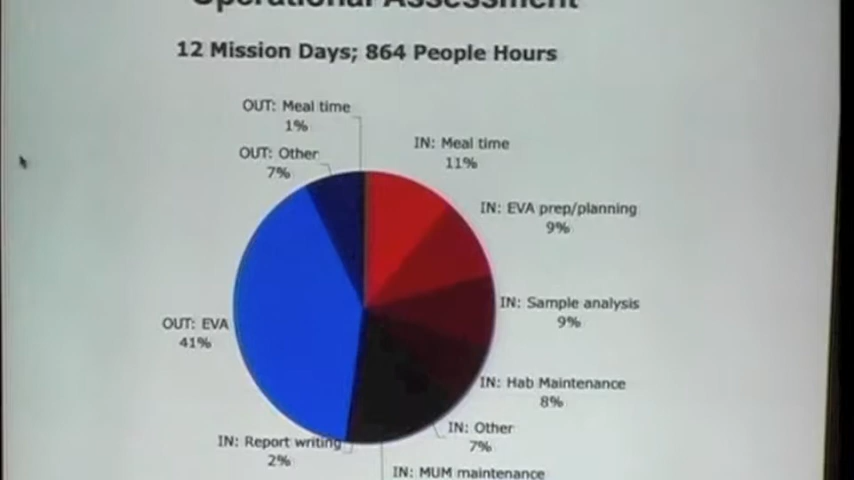 Operational Assessment
12 Mission Days; 864 People Hours
OUT: Meal time
1%
IN: Meal time
11%
OUT: Other
7%
IN: EVA prep/planning
9%
IN: Sample analysis
9%
OUT: EVA
41%
IN: Hab Maintenance
8%
IN: Other
7%
IN: Report writing
2%
IN: MUM maintenance